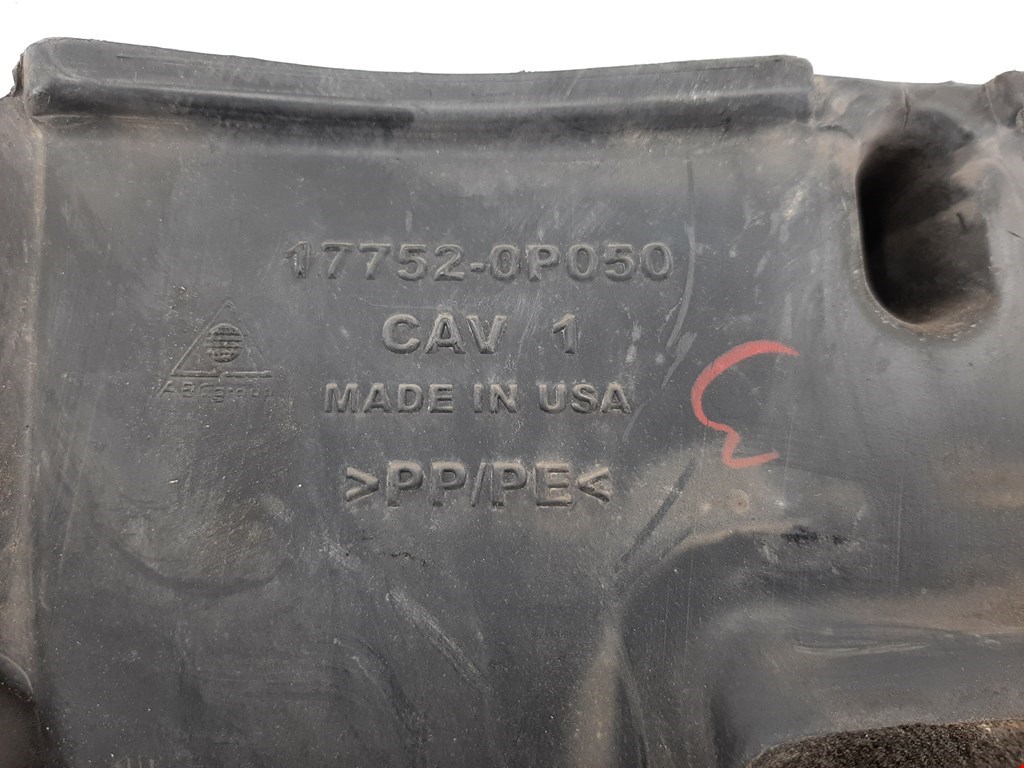 17752-0P050
CAV 1
MADE IN USA
>PP/PE<